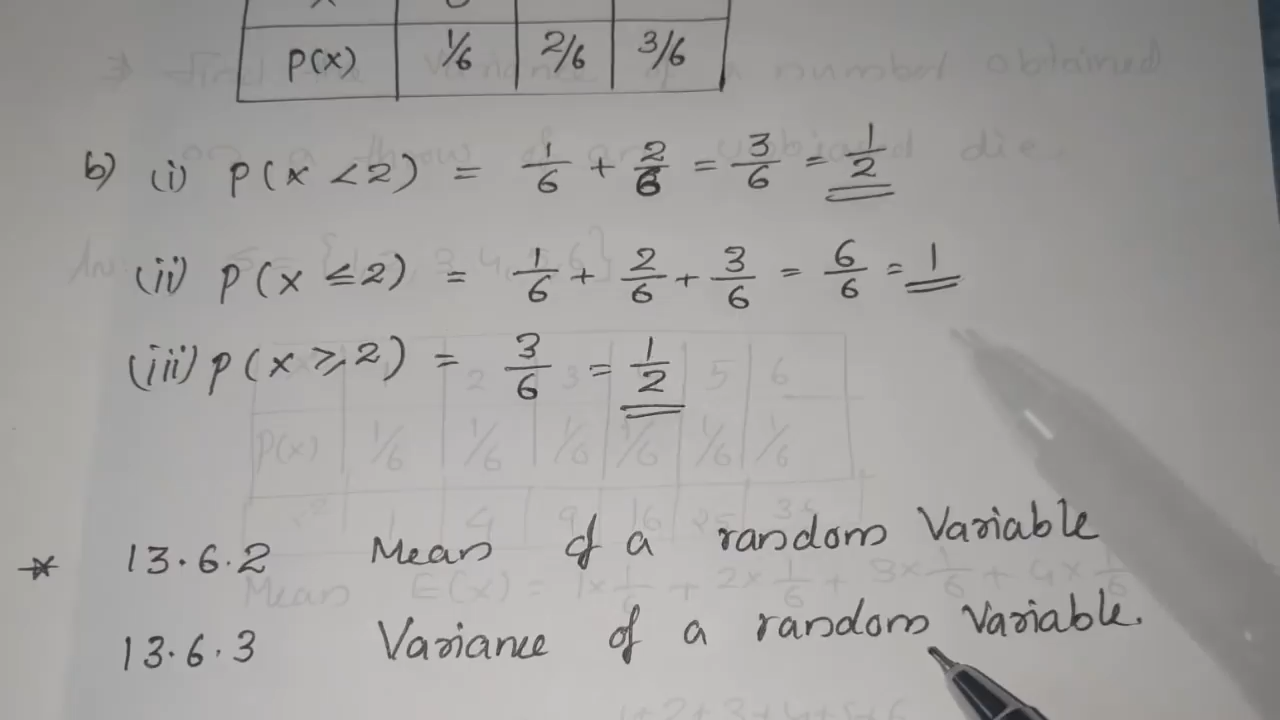 P(x) 1/6 2/6 3/6
b) (i) P(x < 2) = 1/6 + 2/6 = 3/6 = 1/2
(ii) P(x ≤ 2) = 1/6 + 2/6 + 3/6 = 6/6 = 1
(iii) P(x ≥ 2) = 3/6 = 1/2
* 13.6.2 Mean of a random Variable
13.6.3 Variance of a random Variable.